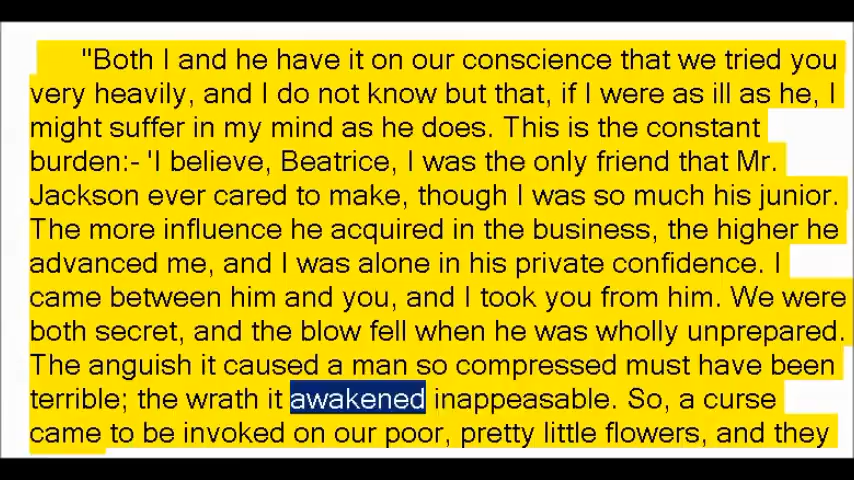 "Both I and he have it on our conscience that we tried you
very heavily, and I do not know but that, if I were as ill as he, I
might suffer in my mind as he does. This is the constant
burden:- 'I believe, Beatrice, I was the only friend that Mr.
Jackson ever cared to make, though I was so much his junior.
The more influence he acquired in the business, the higher he
advanced me, and I was alone in his private confidence. I
came between him and you, and I took you from him. We were
both secret, and the blow fell when he was wholly unprepared.
The anguish it caused a man so compressed must have been
terrible; the wrath it awakened inappeasable. So, a curse
came to be invoked on our poor, pretty little flowers, and they